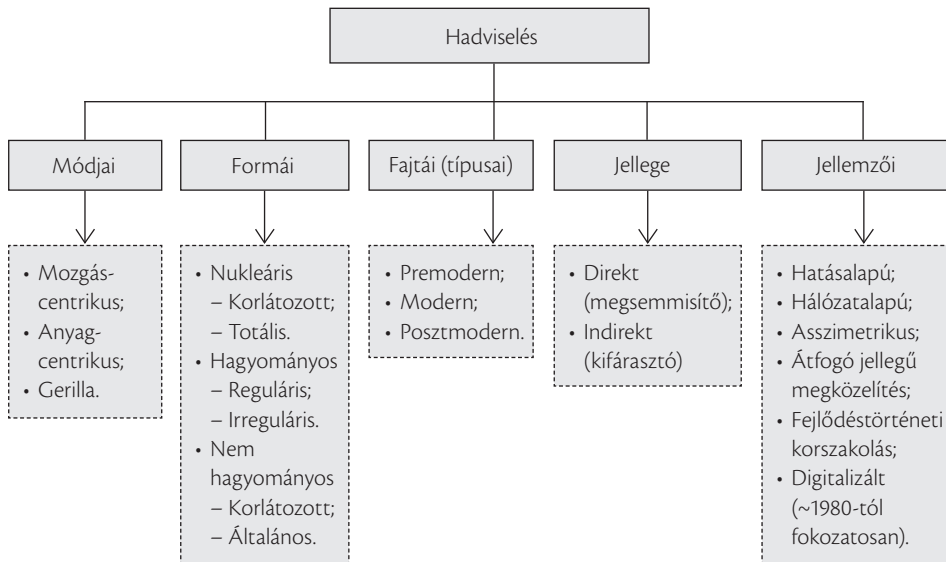 Hadviselés
Módjai
Formái
Fajtái (típusai)
Jellege
Jellemzői
• Mozgás-
centrikus;
• Anyag-
centrikus;
• Gerilla.
• Nukleáris
– Korlátozott;
– Totális.
• Hagyományos
– Reguláris;
– Irreguláris.
• Nem
hagyományos
– Korlátozott;
– Általános.
• Premodern;
• Modern;
• Posztmodern.
• Direkt
(megsemmisítő);
• Indirekt
(kifárasztó)
• Hatásalapú;
• Hálózatalapú;
• Asszimetrikus;
• Átfogó jellegű
megközelítés;
• Fejlődéstörténeti
korszakolás;
• Digitalizált
(~1980-tól
fokozatosan).